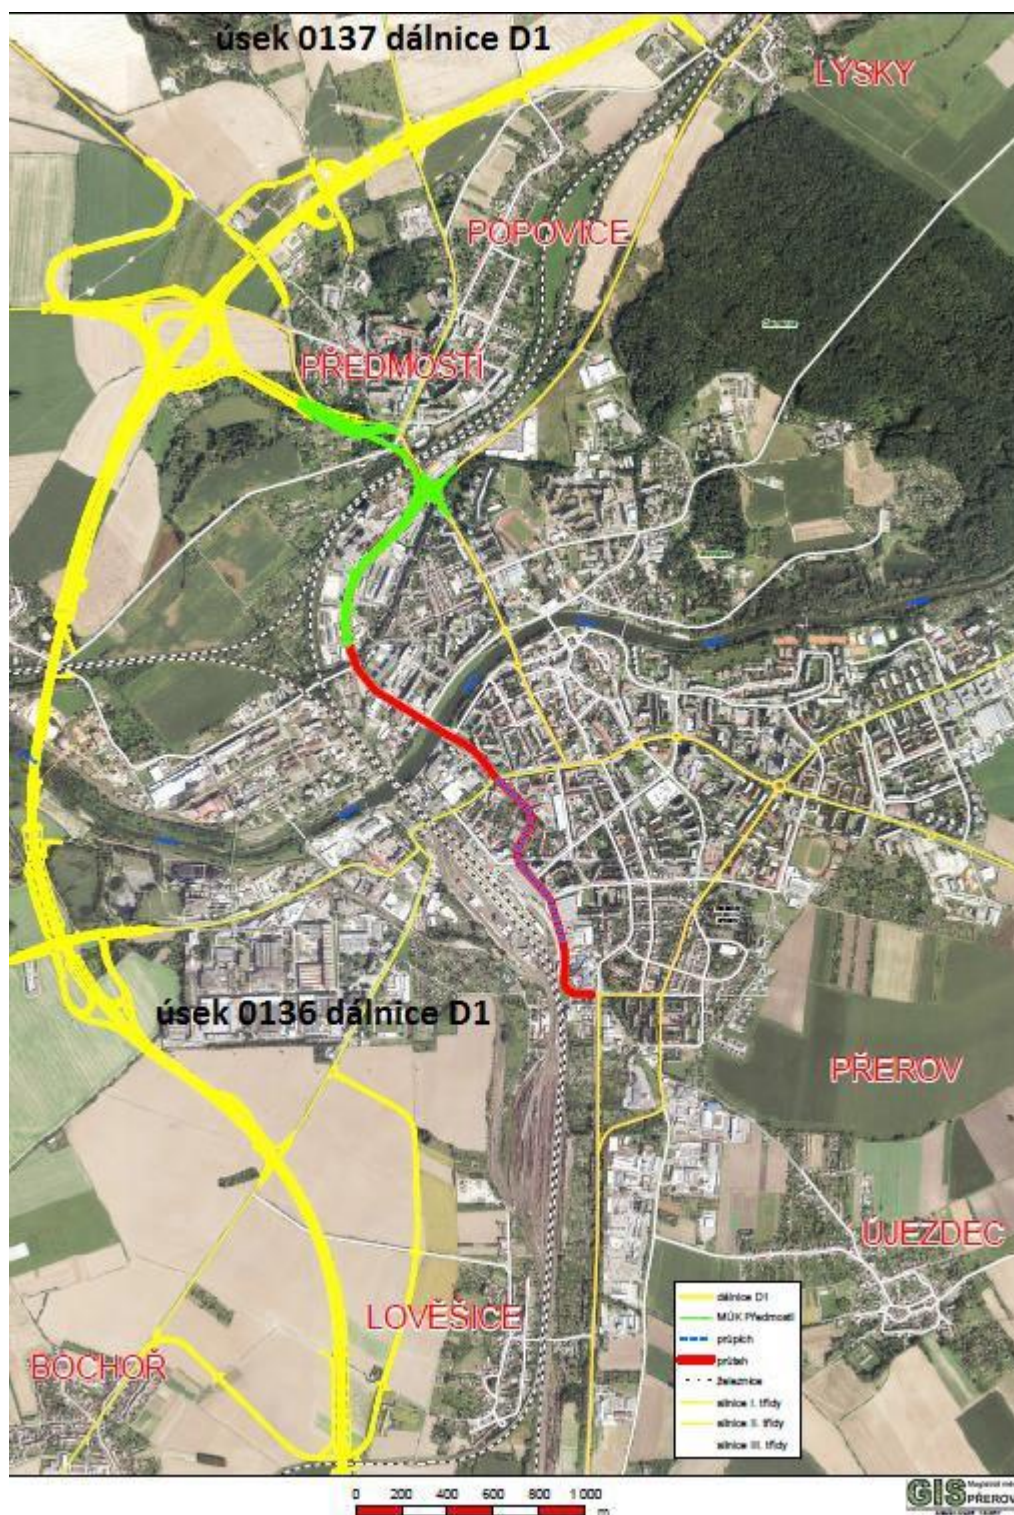 úsek 0137 dálnice D1
LÝSKY
POPOVICE
PŘEDMOSTÍ
úsek 0136 dálnice D1
PŘEROV
ÚJEZDEC
LOVĚŠICE
BOCHOŘ
dálnice D1
MÚK Předmostí
průpich
průtah
železnice
silnice I. třídy
silnice II. třídy
silnice III. třídy
0 200 400 600 800 1 000
m
GIS
PŘEROV